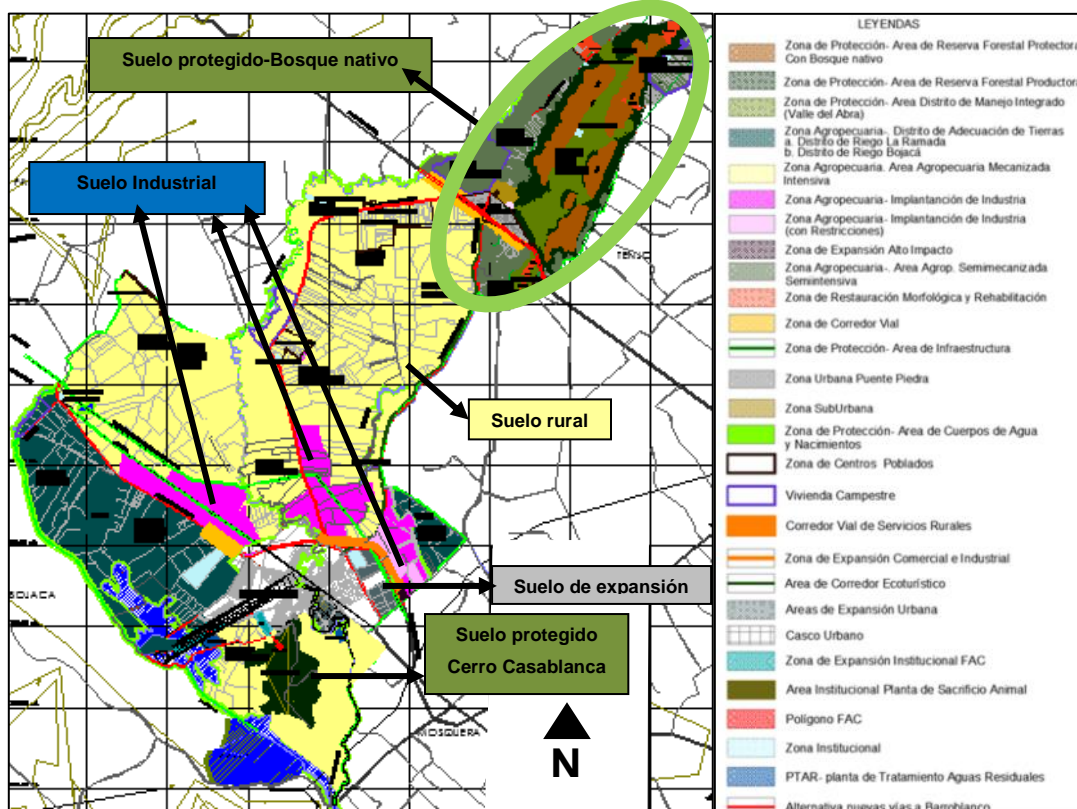 Suelo protegido-Bosque nativo
Suelo Industrial
TENJO
Suelo rural
Suelo de expansión
Suelo protegido
Cerro Casablanca
MOSQUERA
N
LEYENDAS
Zona de Protección- Area de Reserva Forestal Protectora
Con Bosque nativo
Zona de Protección- Area de Reserva Forestal Productora
Zona de Protección- Area Distrito de Manejo Integrado
(Valle del Abra)
Zona Agropecuaria-. Distrito de Adecuación de Tierras
a. Distrito de Riego La Ramada
b. Distrito de Riego Bojacá
Zona Agropecuaria. Area Agropecuaria Mecanizada
Intensiva
Zona Agropecuaria- Implantación de Industria
Zona Agropecuaria- Implantación de Industria
(con Restricciones)
Zona de Expansión Alto Impacto
Zona Agropecuaria-. Area Agrop. Semimecanizada
Semiintensiva
Zona de Restauración Morfológica y Rehabilitación
Zona de Corredor Vial
Zona de Protección- Area de Infraestructura
Zona Urbana Puente Piedra
Zona SubUrbana
Zona de Protección- Area de Cuerpos de Agua
y Nacimientos
Zona de Centros Poblados
Vivienda Campestre
Corredor Vial de Servicios Rurales
Zona de Expansión Comercial e Industrial
Area de Corredor Ecoturístico
Areas de Expansión Urbana
Casco Urbano
Zona de Expansión Institucional FAC
Area Institucional Planta de Sacrificio Animal
Polígono FAC
Zona Institucional
PTAR- planta de Tratamiento Aguas Residuales
Alternativa nuevas vías a Barroblanco